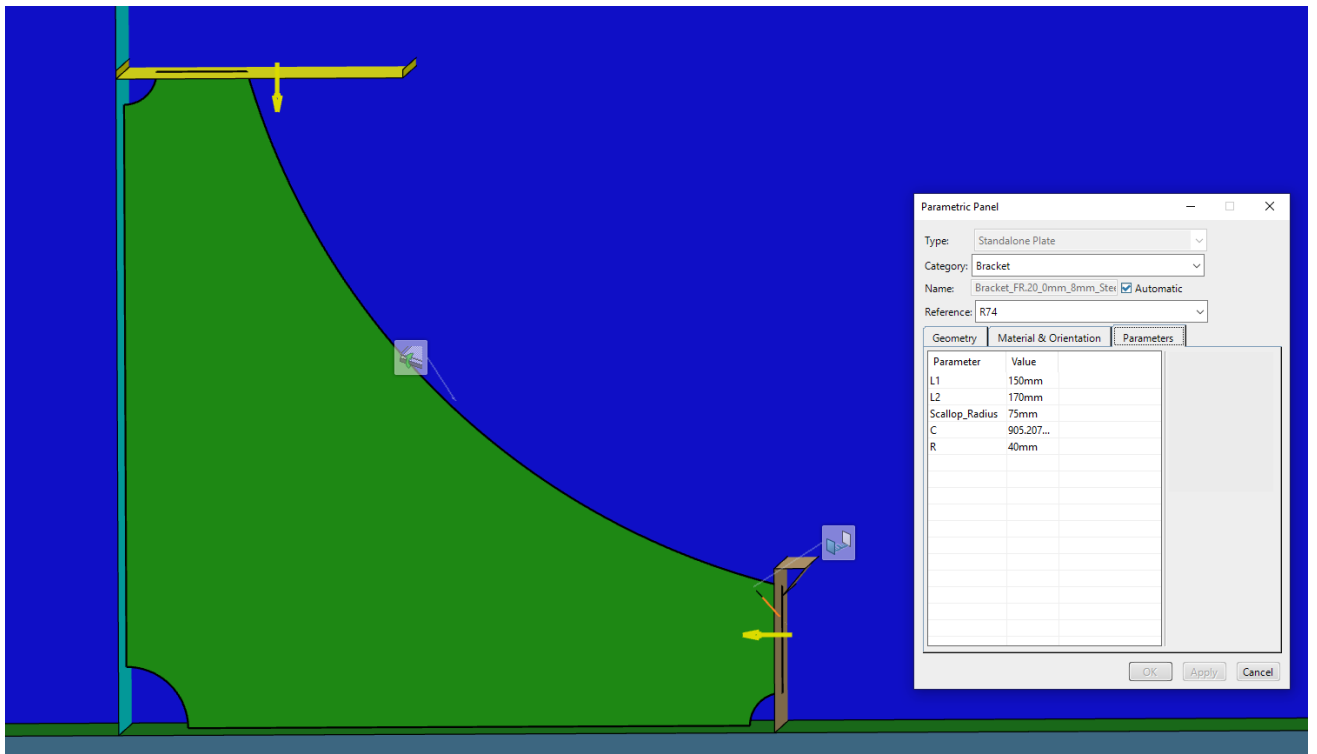 Parametric Panel
Type: Standalone Plate
Category: Bracket
Name: Bracket_FR.20_0mm_8mm_Stee Automatic
Reference: R74
Geometry Material & Orientation Parameters
Parameter Value
L1 150mm
L2 170mm
Scallop_Radius 75mm
C 905.207...
R 40mm
OK Apply Cancel